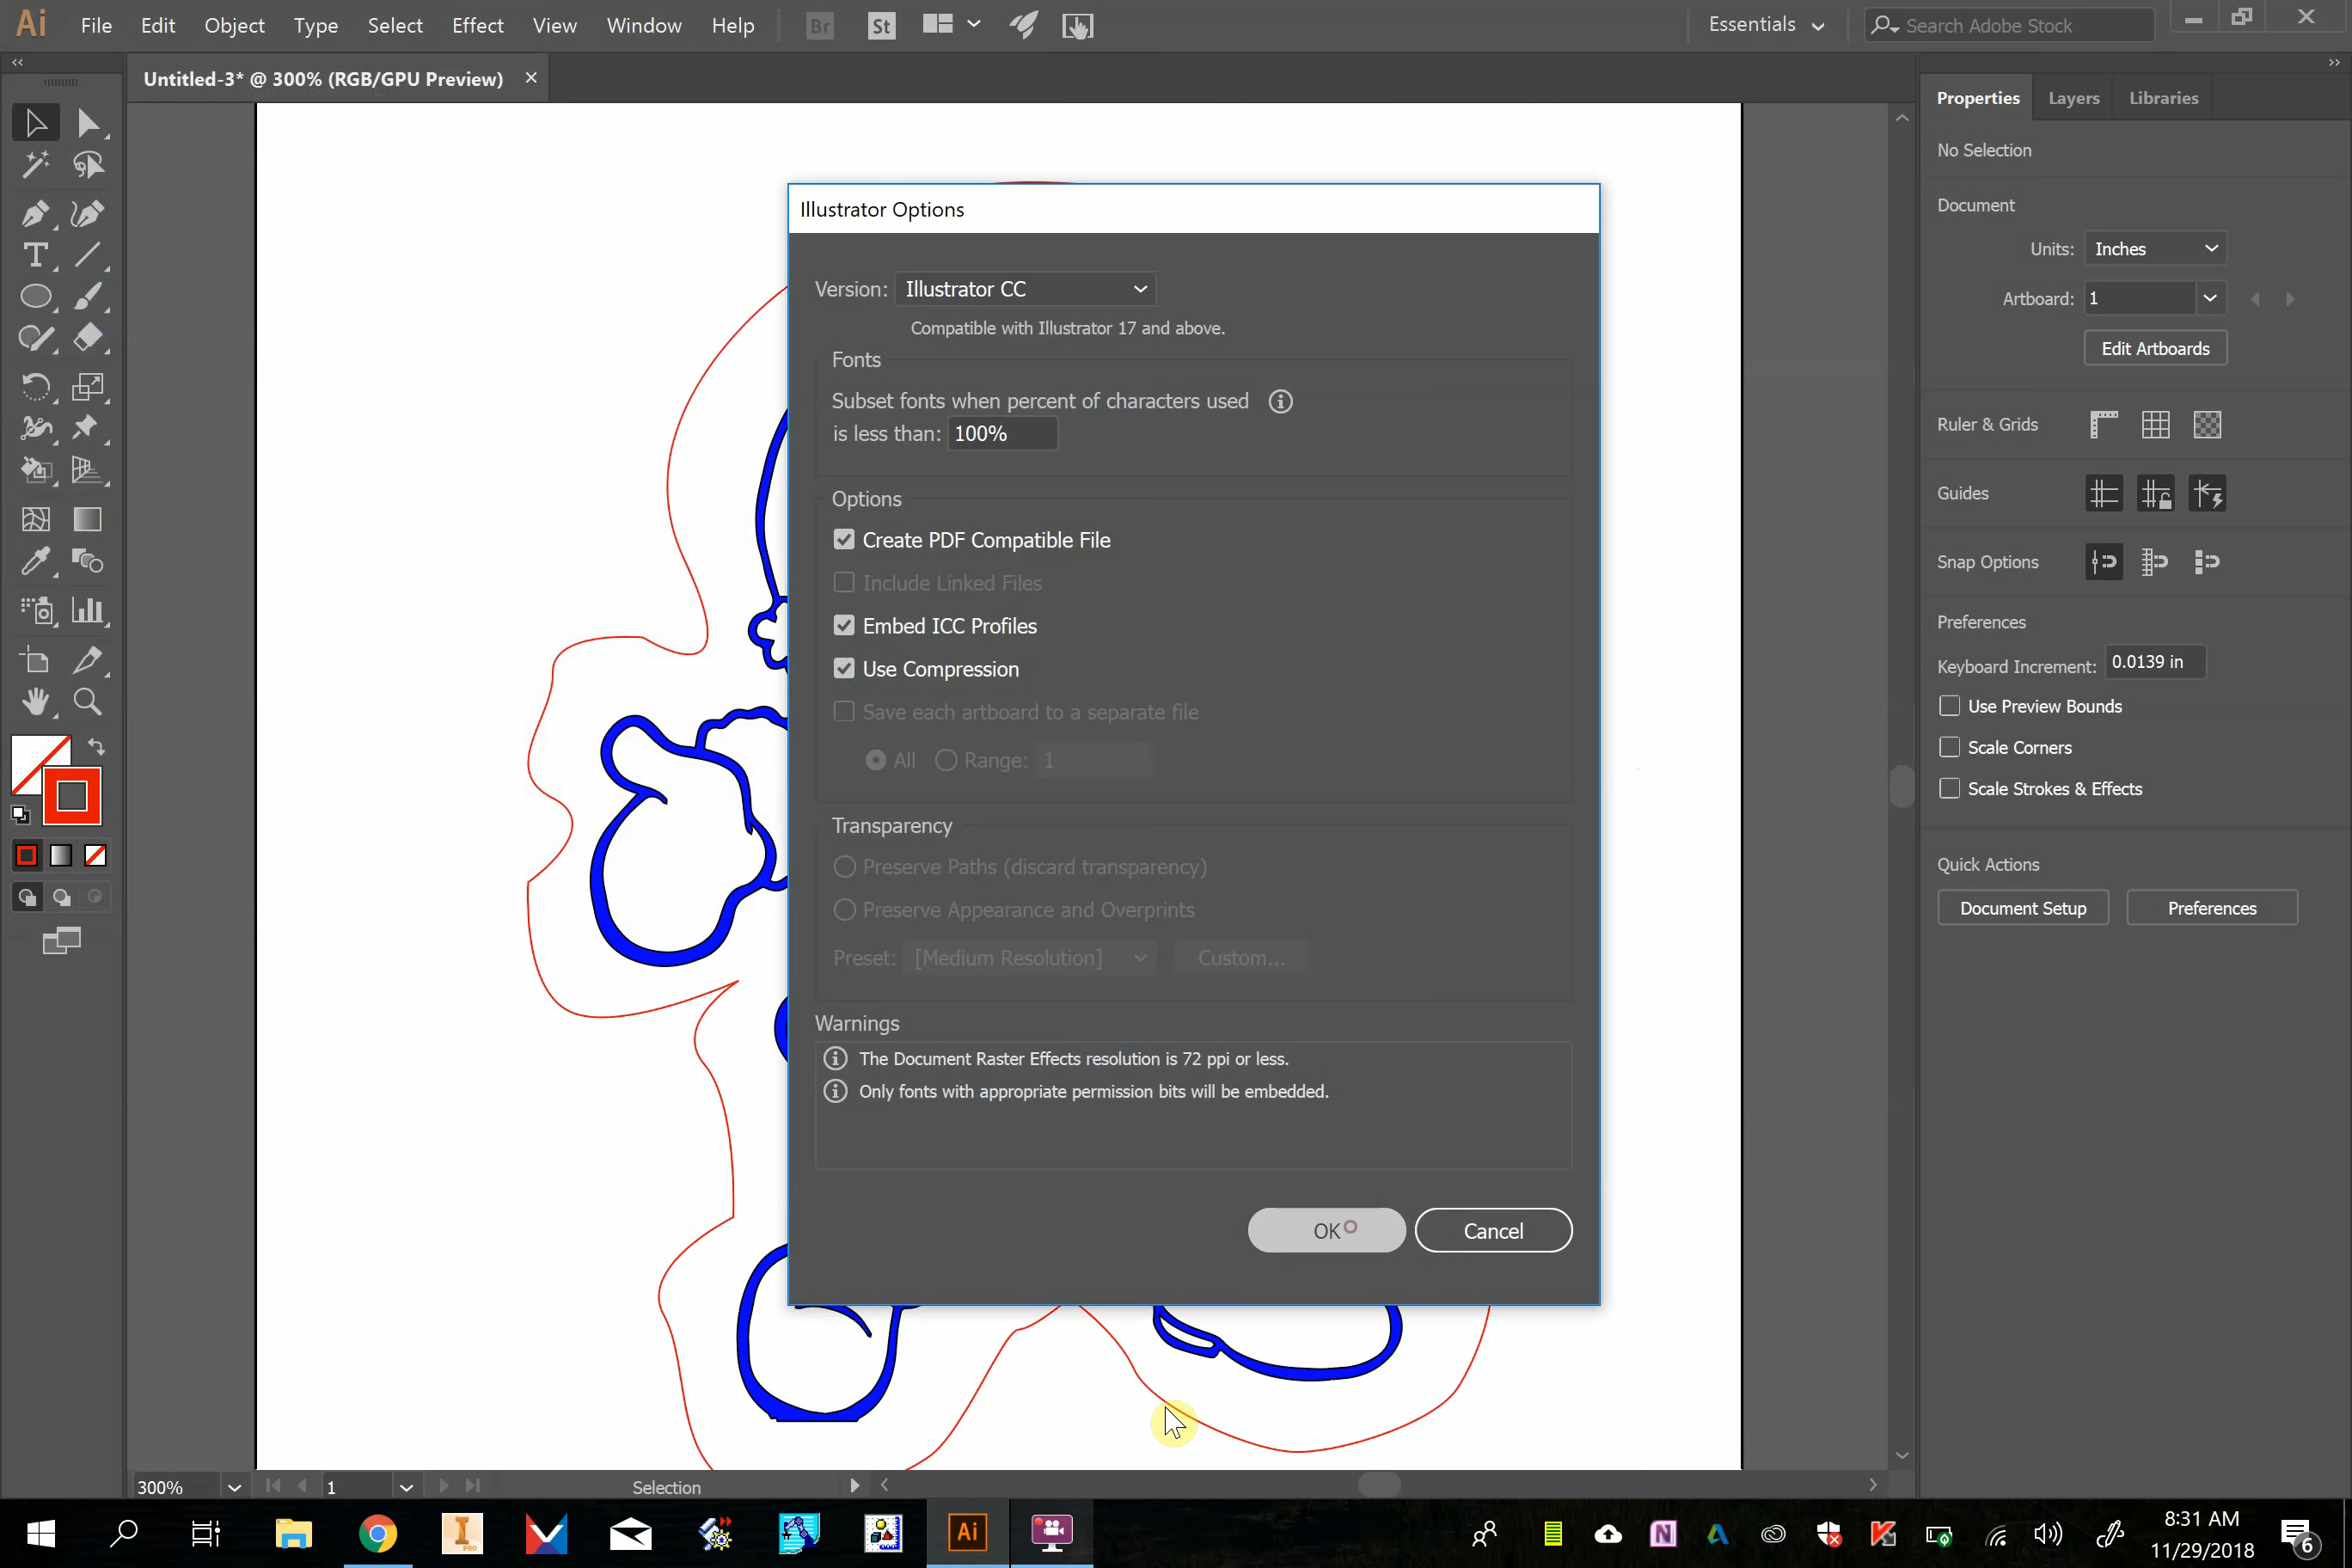 Ai File Edit Object Type Select Effect View Window Help Br St Essentials Search Adobe Stock
Untitled-3* @ 300% (RGB/GPU Preview)
Properties Layers Libraries
No Selection
Document
Units: Inches
Artboard: 1
Edit Artboards
Ruler & Grids
Guides
Snap Options
Preferences
Keyboard Increment: 0.0139 in
Use Preview Bounds
Scale Corners
Scale Strokes & Effects
Quick Actions
Document Setup Preferences
Illustrator Options
Version: Illustrator CC
Compatible with Illustrator 17 and above.
Fonts
Subset fonts when percent of characters used
is less than: 100%
Options
Create PDF Compatible File
Include Linked Files
Embed ICC Profiles
Use Compression
Save each artboard to a separate file
All Range: 1
Transparency
Preserve Paths (discard transparency)
Preserve Appearance and Overprints
Preset: [Medium Resolution] Custom...
Warnings
The Document Raster Effects resolution is 72 ppi or less.
Only fonts with appropriate permission bits will be embedded.
OK Cancel
300% 1 Selection
I PRO Ai N
8:31 AM
11/29/2018
6